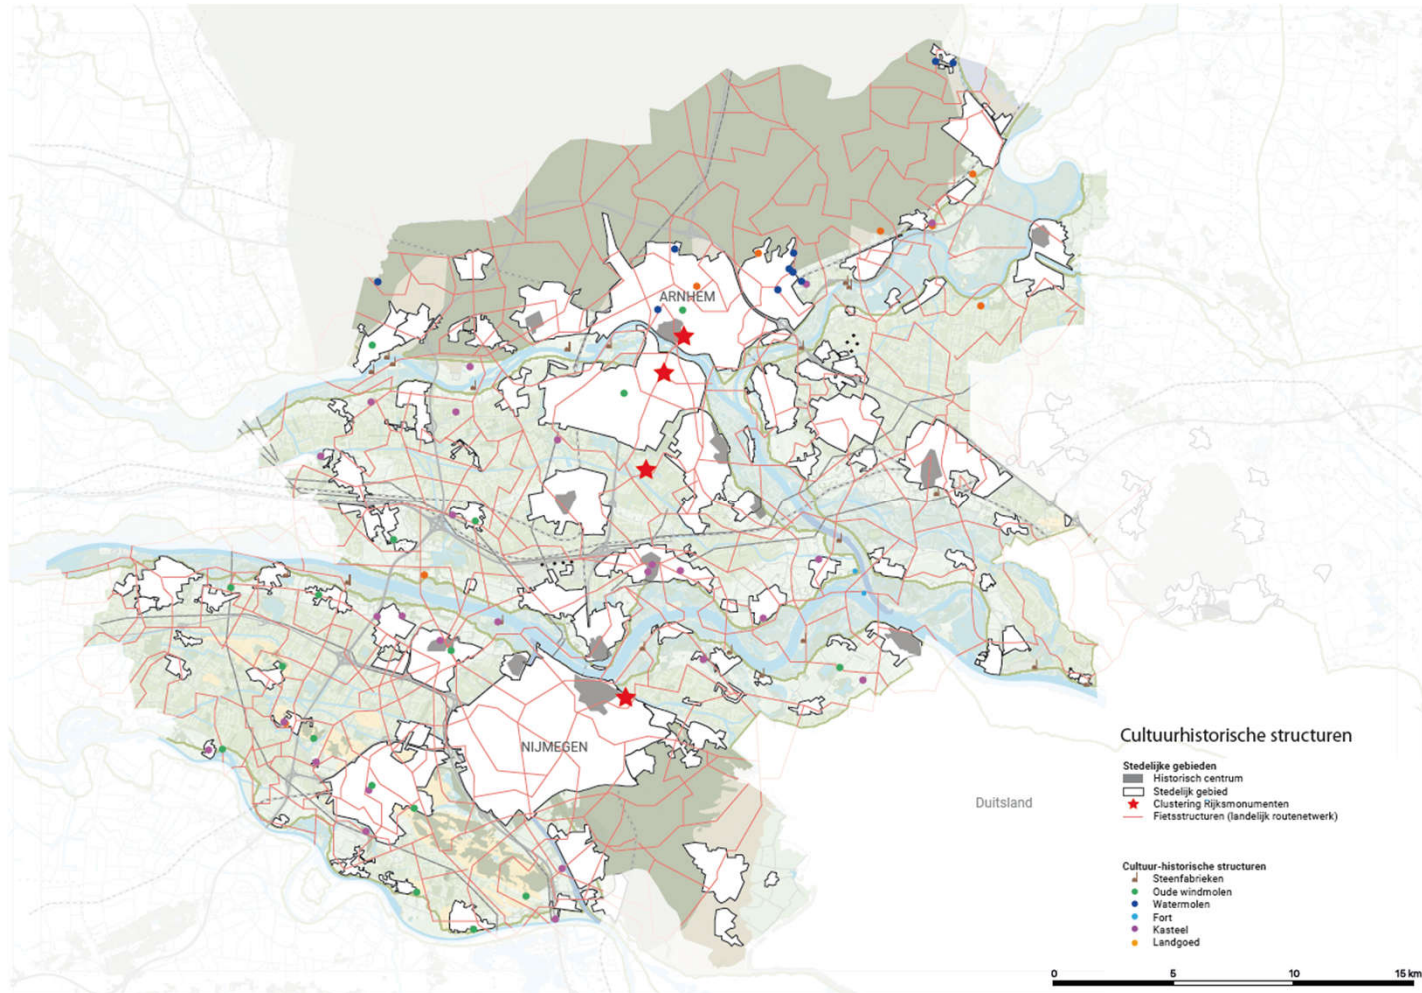 ARNHEM
NIJMEGEN
Duitsland
Cultuurhistorische structuren
Stedelijke gebieden
Historisch centrum
Stedelijk gebied
Clustering Rijksmonumenten
Fietsstructuren (landelijk routenetwerk)
Cultuur-historische structuren
Steenfabrieken
Oude windmolen
Watermolen
Fort
Kasteel
Landgoed
0 5 10 15 km